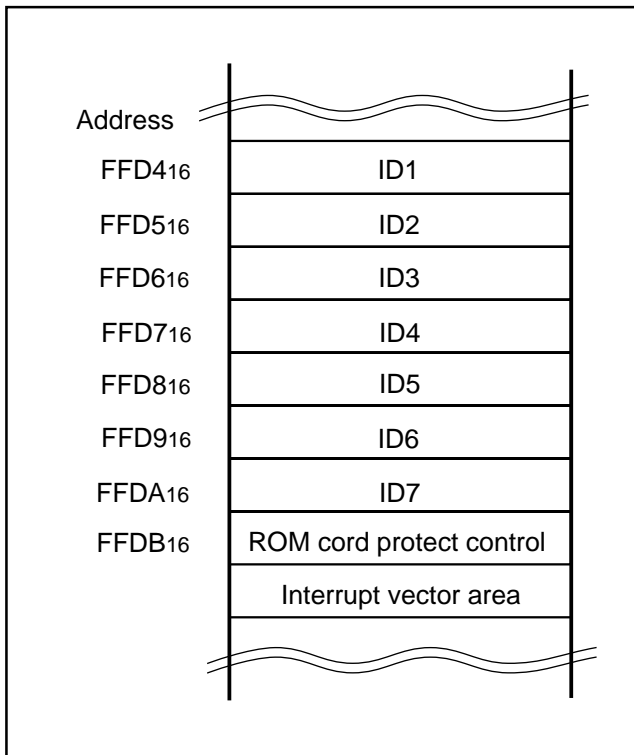 Address
FFD416 ID1
FFD516 ID2
FFD616 ID3
FFD716 ID4
FFD816 ID5
FFD916 ID6
FFDA16 ID7
FFDB16 ROM cord protect control
Interrupt vector area